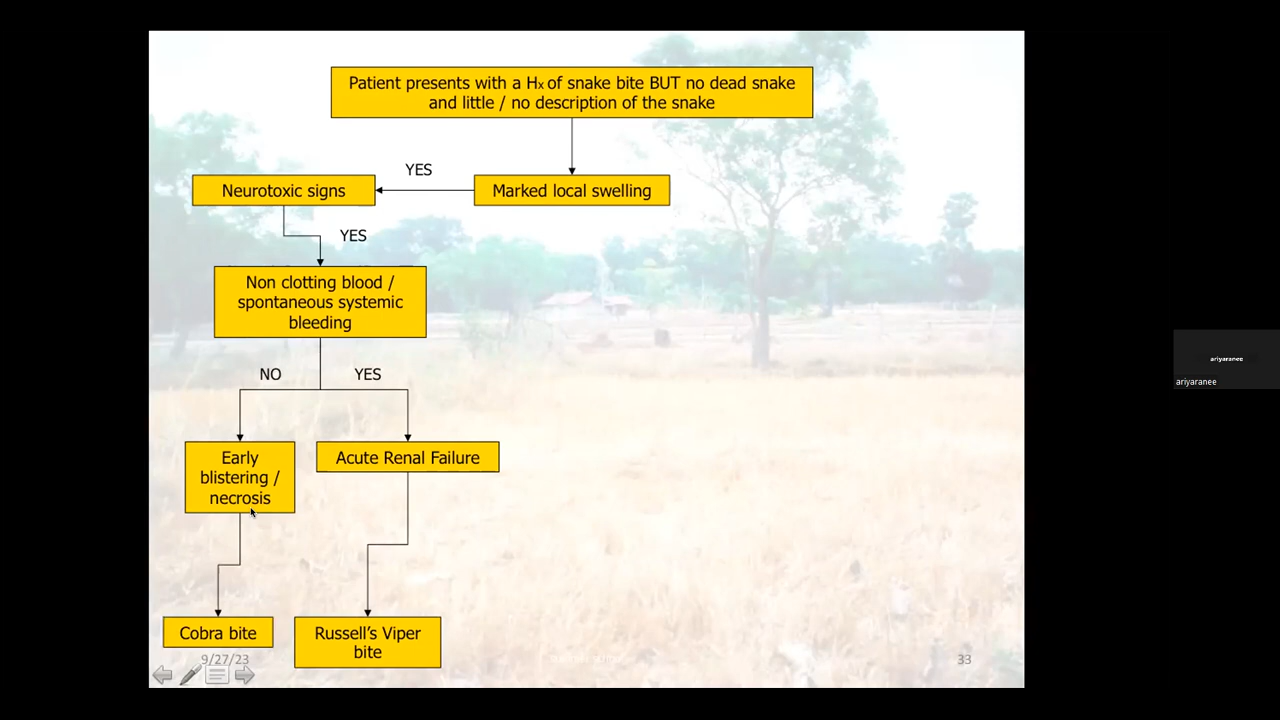 Patient presents with a Hx of snake bite BUT no dead snake
and little / no description of the snake
YES
Neurotoxic signs
Marked local swelling
YES
Non clotting blood /
spontaneous systemic
bleeding
NO
YES
Early
blistering /
necrosis
Acute Renal Failure
Cobra bite
Russell's Viper
bite
9/27/23
33
ariyaranee
ariyaranee